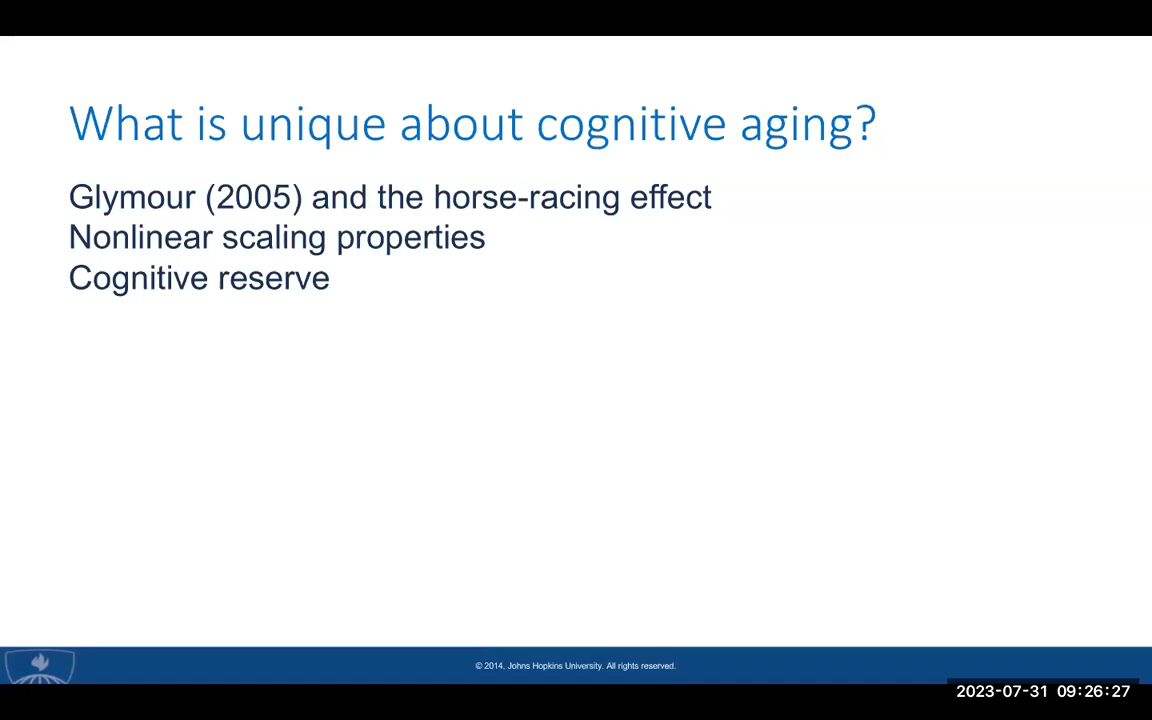 What is unique about cognitive aging?
Glymour (2005) and the horse-racing effect
Nonlinear scaling properties
Cognitive reserve
© 2014, Johns Hopkins University. All rights reserved.
2023-07-31 09:26:27